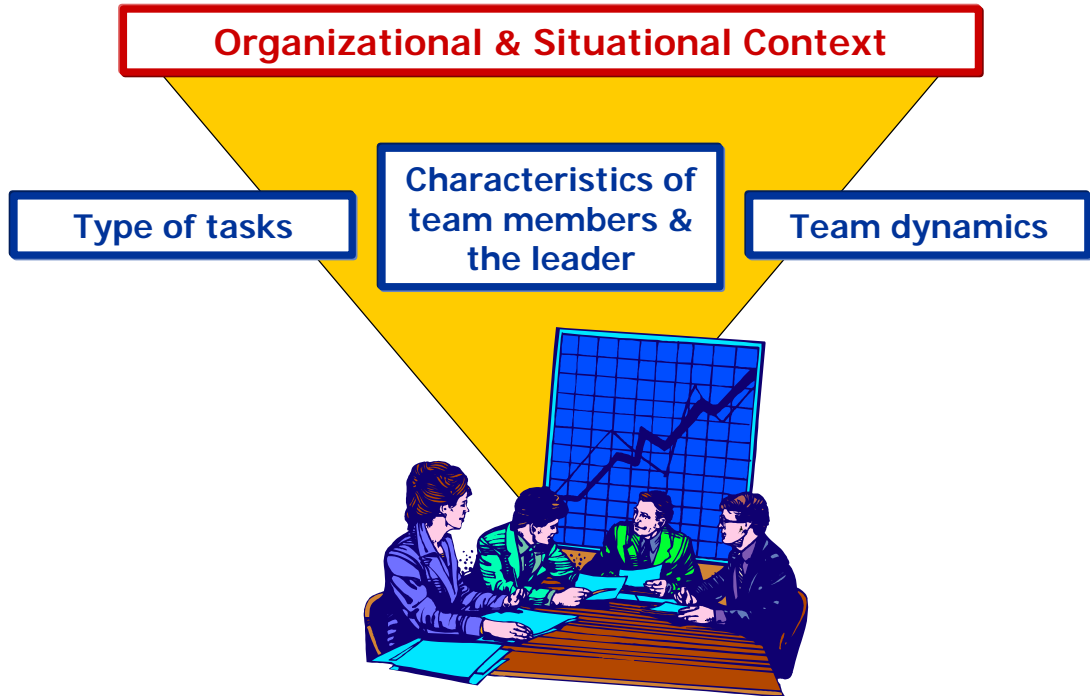 Organizational & Situational Context
Type of tasks
Characteristics of
team members &
the leader
Team dynamics